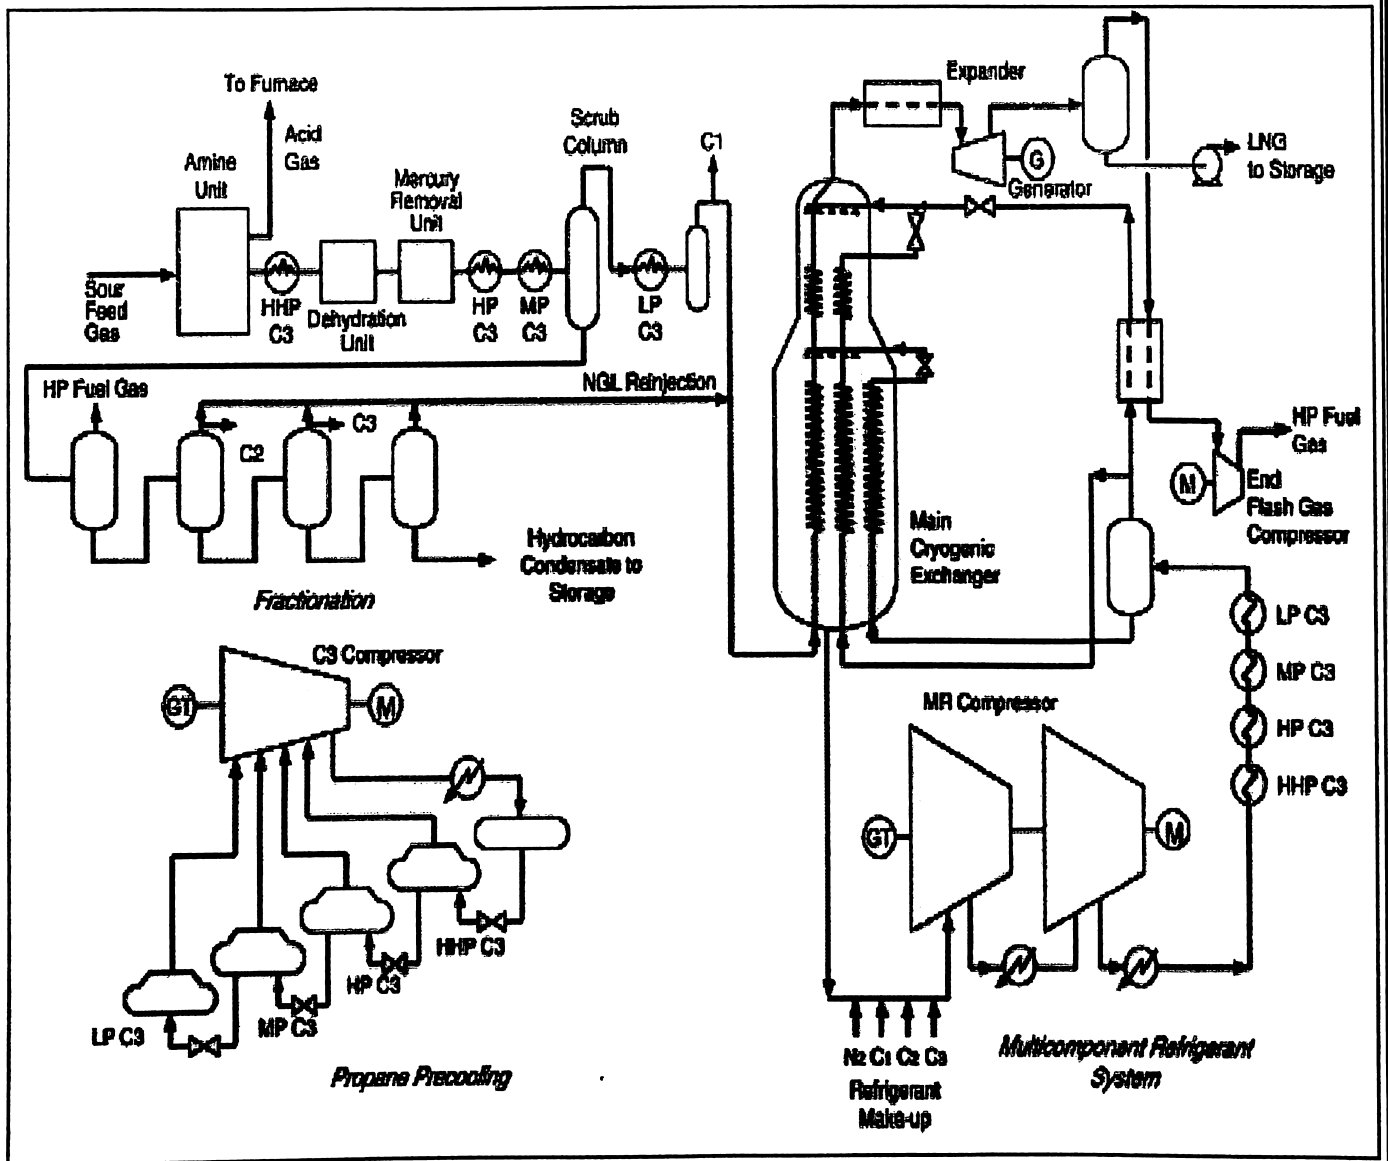 To Furnace
Acid
Gas
Amine
Unit
Sour
Feed
Gas
HHP
C3
Dehydration
Unit
Mercury
Removal
Unit
HP
C3
MP
C3
Scrub
Column
LP
C3
C1
Expander
G
Generator
LNG
to Storage
HP Fuel Gas
C2
C3
NGL Reinjection
Hydrocarbon
Condensate to
Storage
Fractionation
Main
Cryogenic
Exchanger
HP Fuel
Gas
M
End
Flash Gas
Compressor
LP C3
MP C3
HP C3
HHP C3
C3 Compressor
GT
M
HHP C3
HP C3
MP C3
LP C3
Propane Precooling
MR Compressor
GT
M
N2 C1 C2 C3
Refrigerant
Make-up
Multicomponent Refrigerant
System